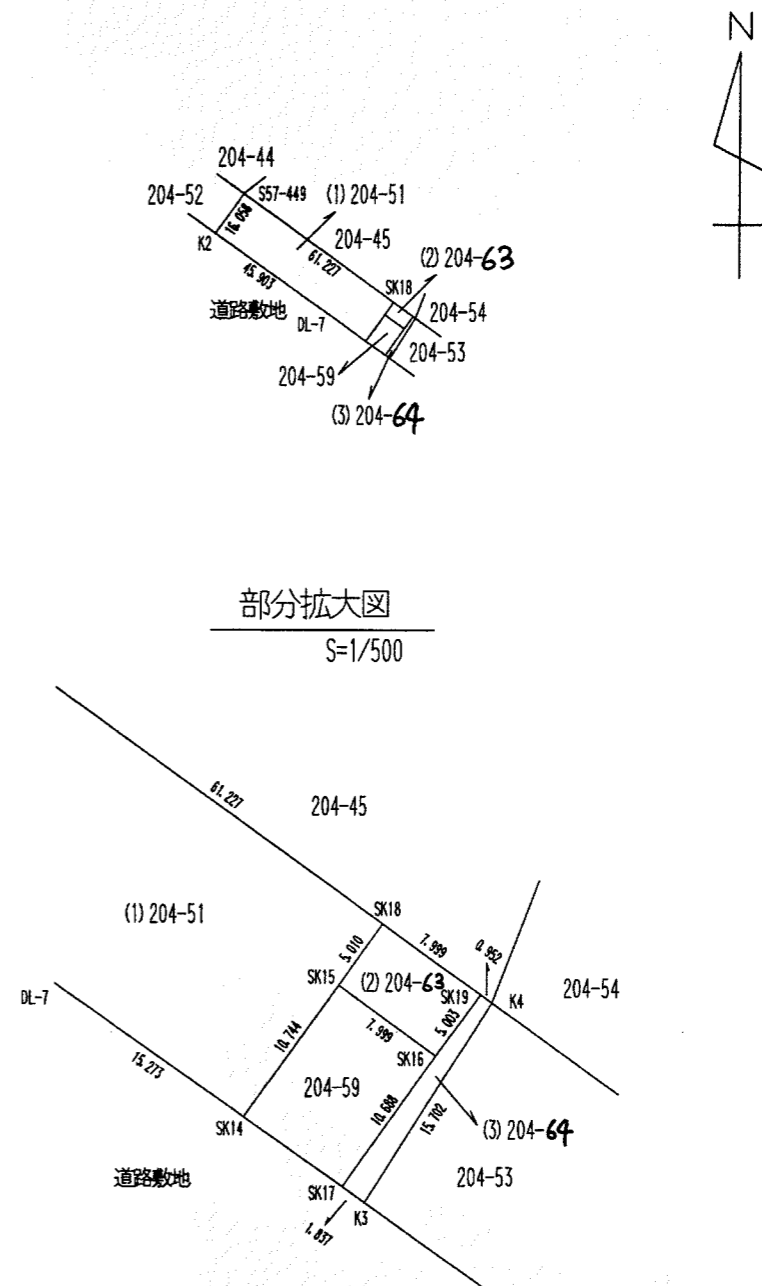 N
204-44
204-52
S57-449
(1) 204-51
16.058
204-45
K2
61.227
(2) 204-63
45.903
SK18
道路敷地
DL-7
204-54
204-53
204-59
(3) 204-64
部分拡大図
S=1/500
61.227
204-45
(1) 204-51
SK18
7.999
0.952
5.010
SK15
(2) 204-63
SK19
K4
204-54
DL-7
7.999
5.003
10.744
SK16
15.273
204-59
10.688
15.702
SK14
(3) 204-64
道路敷地
SK17
204-53
K3
1.837